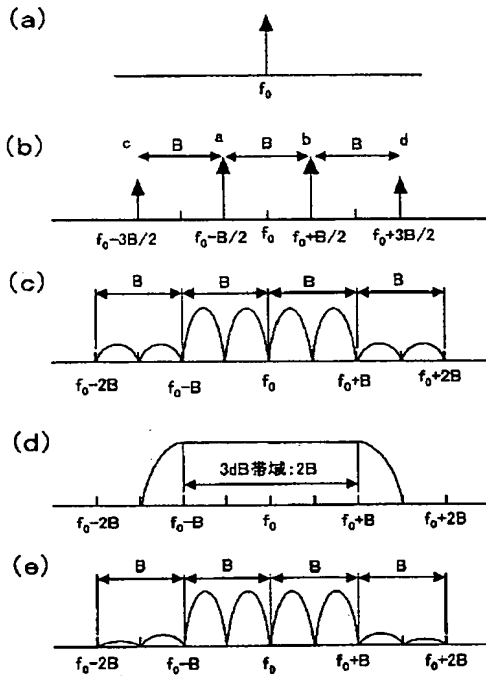 (a)
f₀
(b)
c B a B b B d
f₀-3B/2 f₀-B/2 f₀ f₀+B/2 f₀+3B/2
(c)
B B B B
f₀-2B f₀-B f₀ f₀+B f₀+2B
(d)
3dB帯域:2B
f₀-2B f₀-B f₀ f₀+B f₀+2B
(e)
B B B B
f₀-2B f₀-B f₀ f₀+B f₀+2B